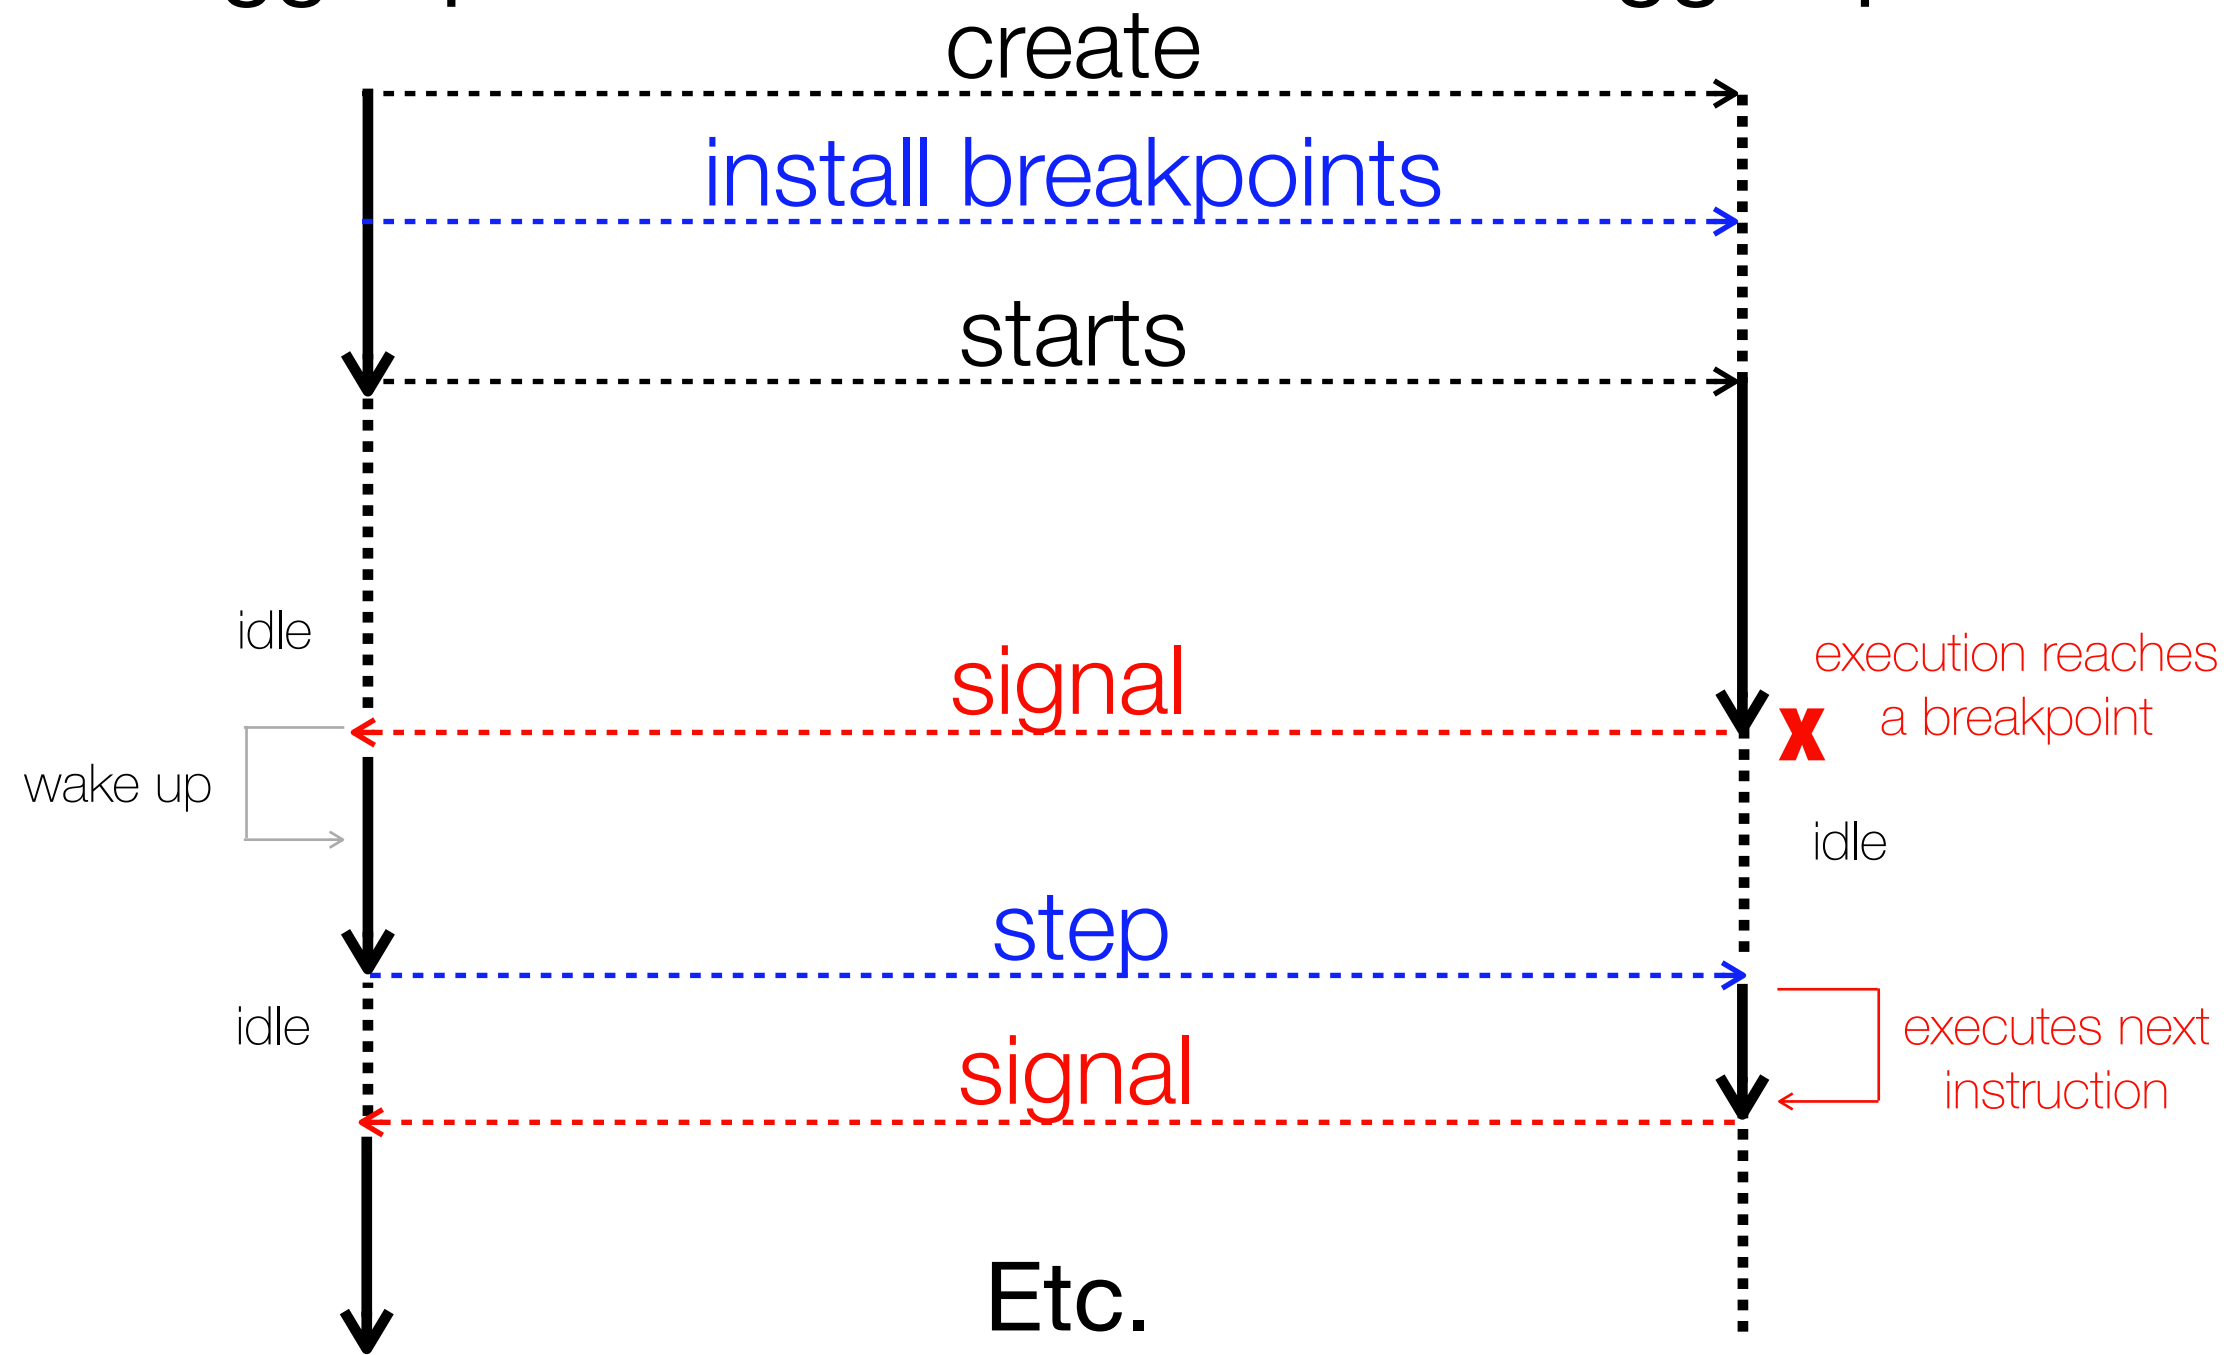 create
install breakpoints
starts
idle
signal
execution reaches
a breakpoint
wake up
idle
step
idle
signal
executes next
instruction
Etc.